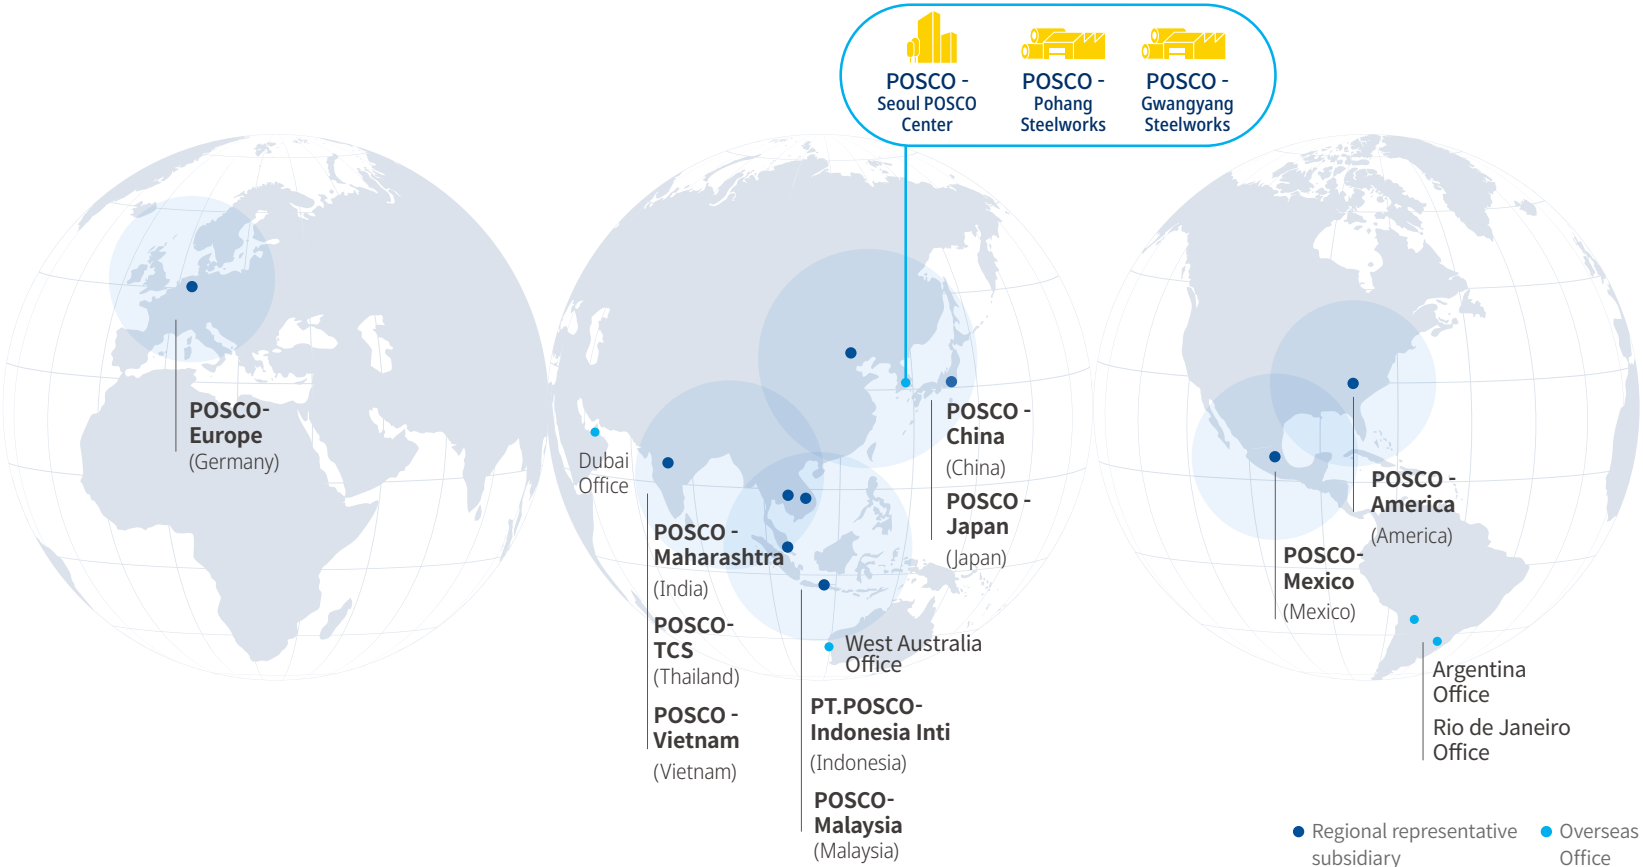 POSCO -
Seoul POSCO
Center
POSCO -
Pohang
Steelworks
POSCO -
Gwangyang
Steelworks
POSCO-
Europe
(Germany)
Dubai
Office
POSCO -
Maharashtra
(India)
POSCO-
TCS
(Thailand)
POSCO -
Vietnam
(Vietnam)
POSCO -
China
(China)
POSCO -
Japan
(Japan)
West Australia
Office
PT.POSCO-
Indonesia Inti
(Indonesia)
POSCO-
Malaysia
(Malaysia)
POSCO -
America
(America)
POSCO-
Mexico
(Mexico)
Argentina
Office
Rio de Janeiro
Office
Regional representative
subsidiary
Overseas
Office